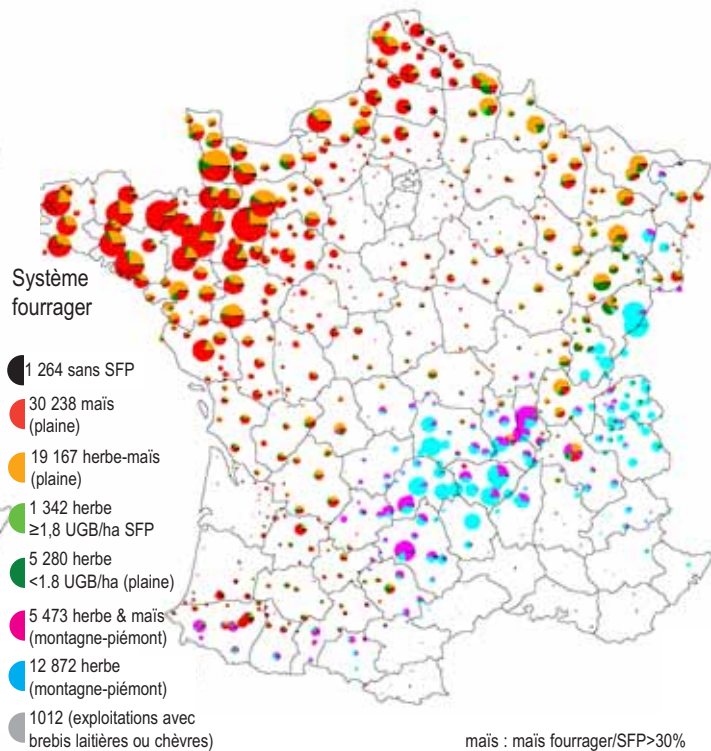 Système
fourrager
1 264 sans SFP
30 238 maïs
(plaine)
19 167 herbe-maïs
(plaine)
1 342 herbe
≥1,8 UGB/ha SFP
5 280 herbe
<1.8 UGB/ha (plaine)
5 473 herbe & maïs
(montagne-piémont)
12 872 herbe
(montagne-piémont)
1012 (exploitations avec
brebis laitières ou chèvres)
maïs : maïs fourrager/SFP>30%